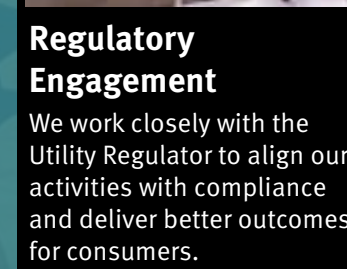 Regulatory
Engagement
We work closely with the
Utility Regulator to align our
activities with compliance
and deliver better outcomes
for consumers.